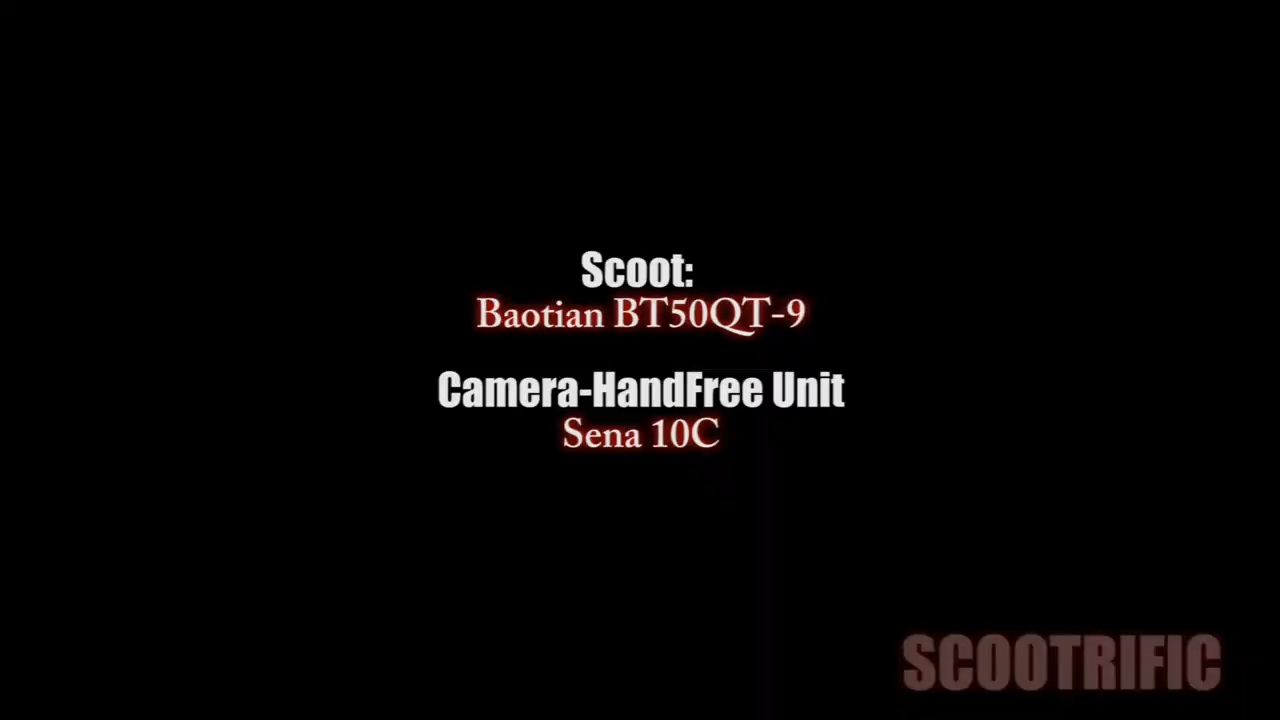 Scoot:
Baotian BT50QT-9
Camera-HandFree Unit
Sena 10C
SCOOTRIFIC